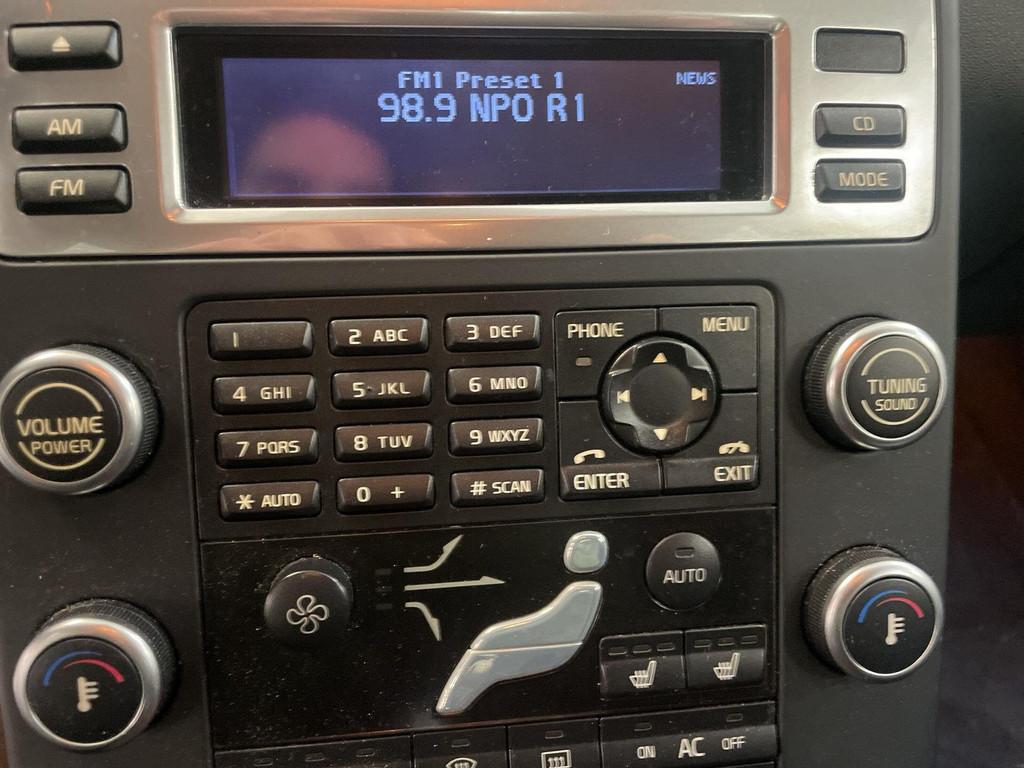 FM1 Preset 1
NEWS
98.9 NPO R1
AM
FM
CD
MODE
1
2 ABC
3 DEF
4 GHI
5 JKL
6 MNO
7 PQRS
8 TUV
9 WXYZ
* AUTO
0 +
# SCAN
PHONE
MENU
ENTER
EXIT
VOLUME
POWER
TUNING
SOUND
AUTO
ON AC OFF